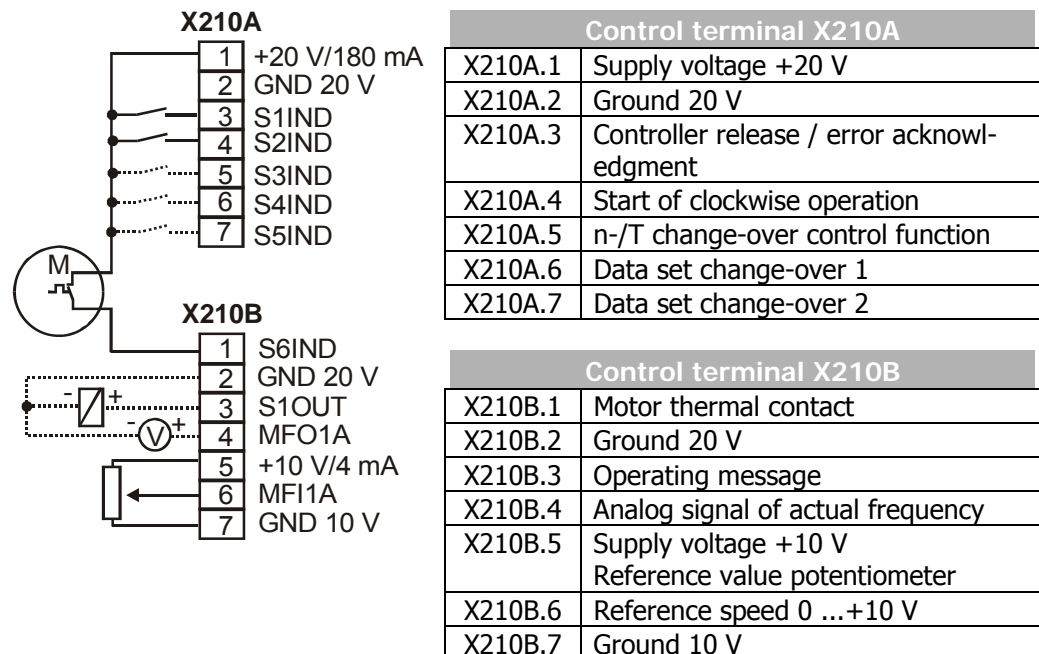 X210A
1 +20 V/180 mA
2 GND 20 V
3 S1IND
4 S2IND
5 S3IND
6 S4IND
7 S5IND
M
X210B
1 S6IND
2 GND 20 V
- + 3 S1OUT
- V + 4 MFO1A
5 +10 V/4 mA
6 MFI1A
7 GND 10 V
Control terminal X210A
X210A.1 Supply voltage +20 V
X210A.2 Ground 20 V
X210A.3 Controller release / error acknowl-
edgment
X210A.4 Start of clockwise operation
X210A.5 n-/T change-over control function
X210A.6 Data set change-over 1
X210A.7 Data set change-over 2
Control terminal X210B
X210B.1 Motor thermal contact
X210B.2 Ground 20 V
X210B.3 Operating message
X210B.4 Analog signal of actual frequency
X210B.5 Supply voltage +10 V
Reference value potentiometer
X210B.6 Reference speed 0 ...+10 V
X210B.7 Ground 10 V